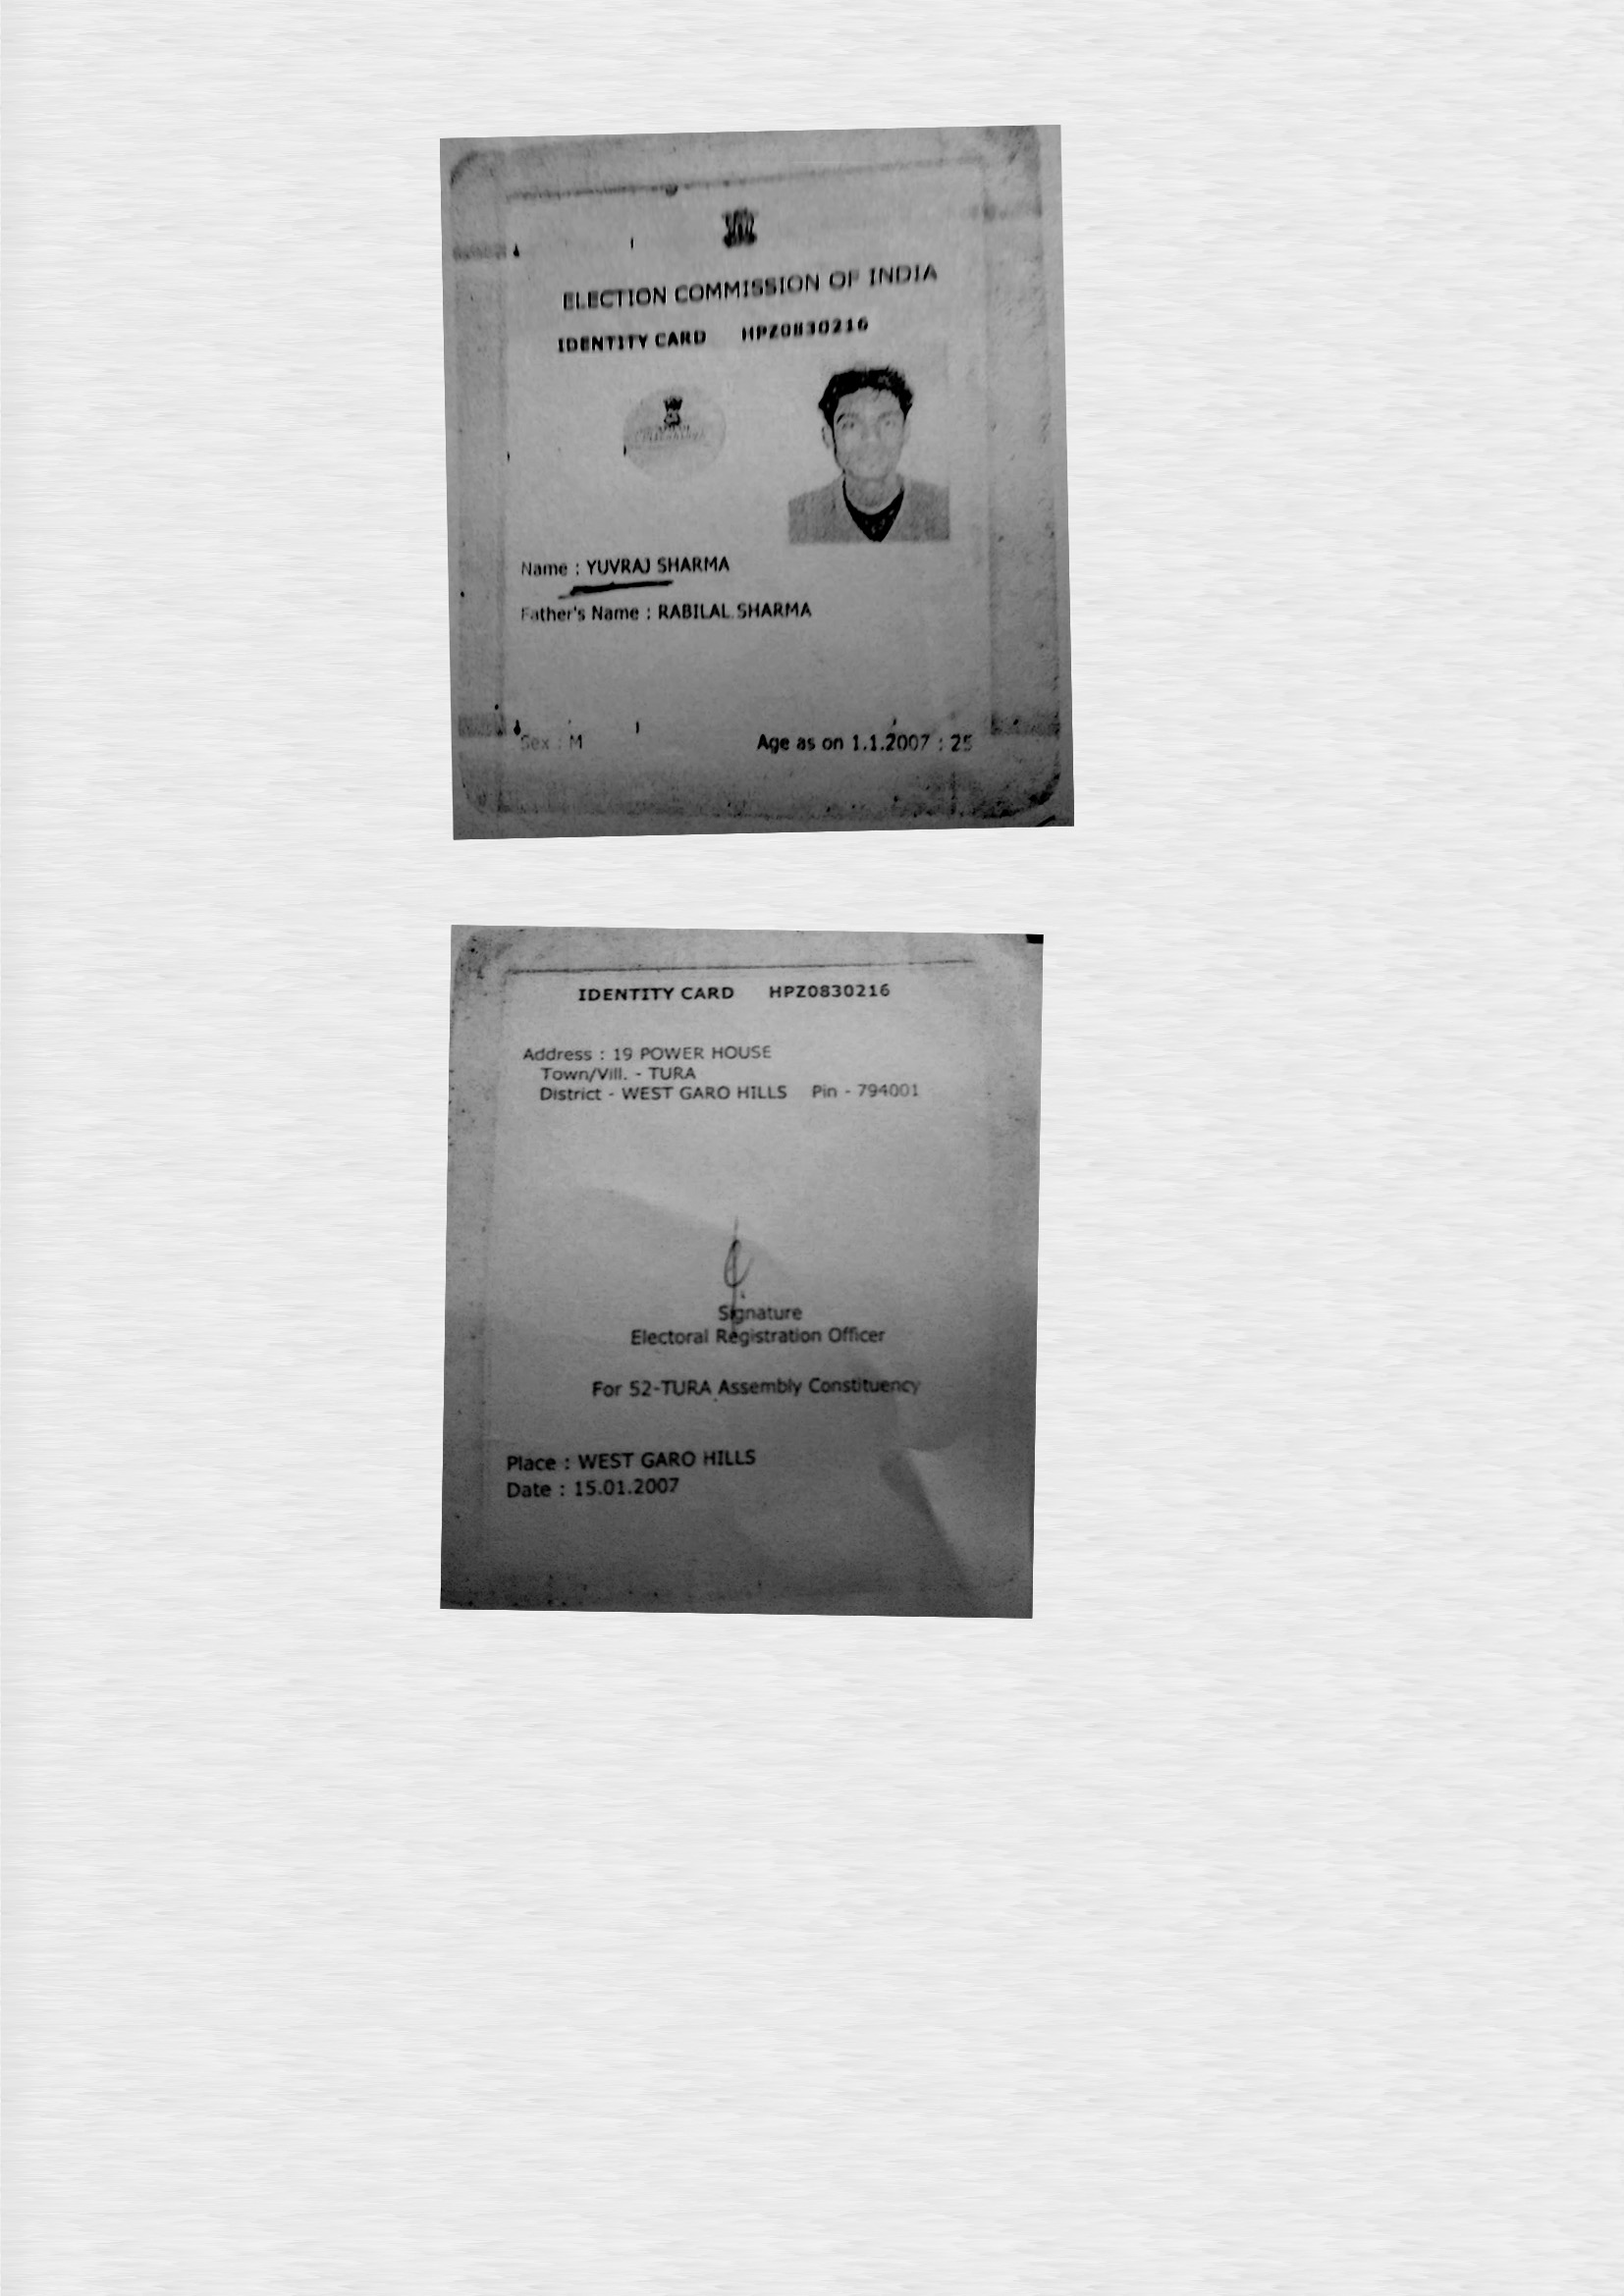 ELECTION COMMISSION OF INDIA
IDENTITY CARD HPZ0830216
Name : YUVRAJ SHARMA
Father's Name : RABILAL SHARMA
Sex : M Age as on 1.1.2007 : 25
IDENTITY CARD HPZ0830216
Address : 19 POWER HOUSE
Town/Vill. - TURA
District - WEST GARO HILLS Pin - 794001
Signature
Electoral Registration Officer
For 52-TURA Assembly Constituency
Place : WEST GARO HILLS
Date : 15.01.2007